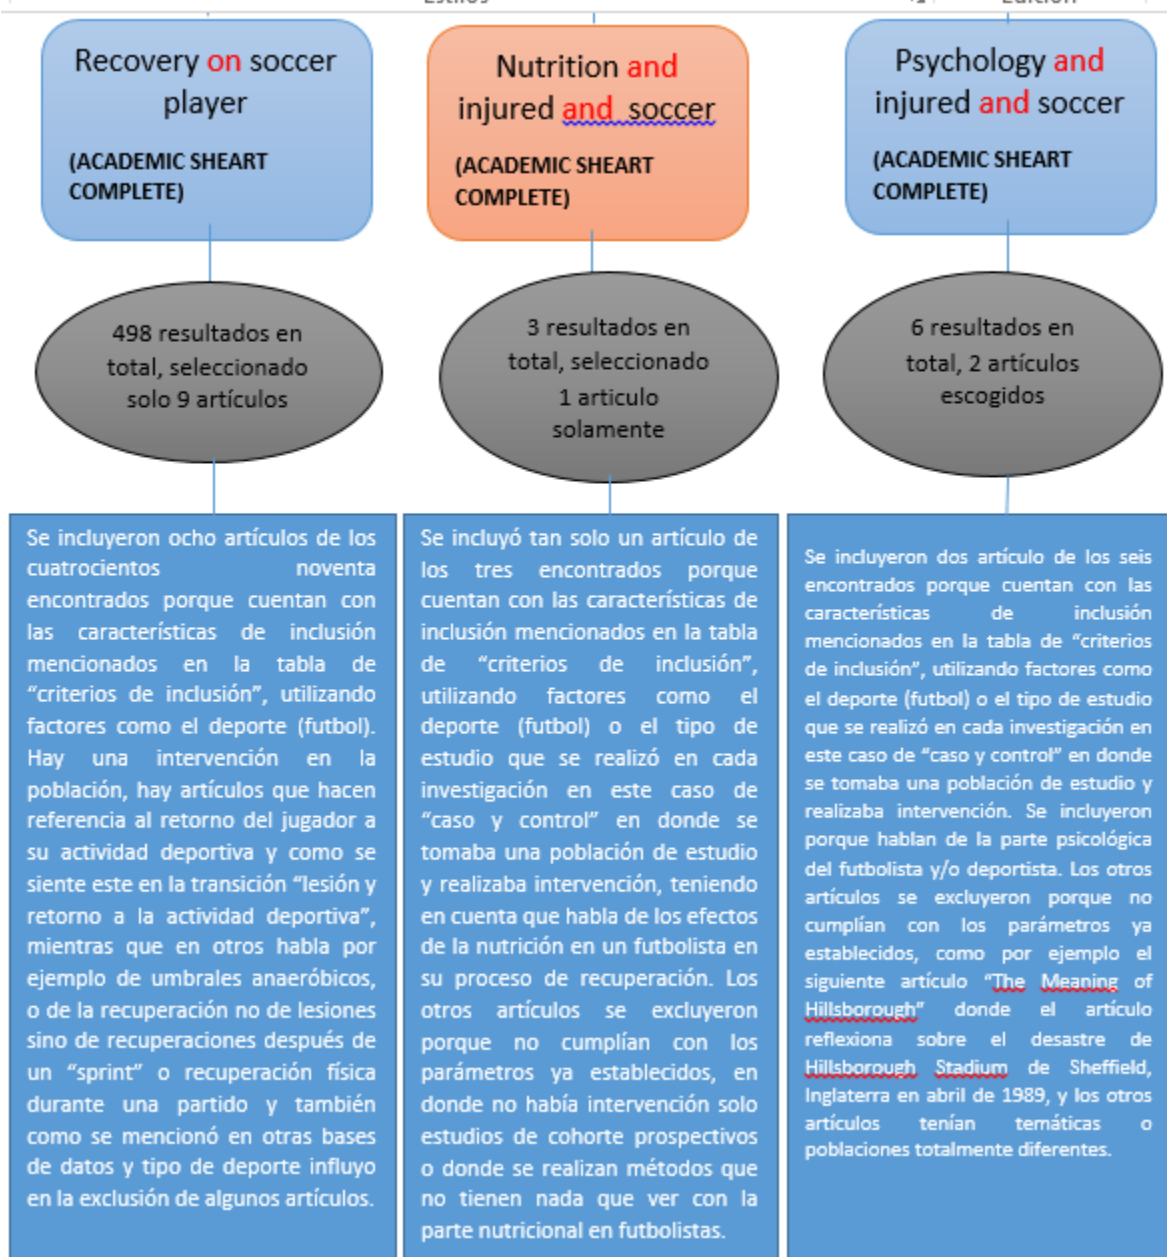 Estilos
Edición
Recovery on soccer
player
(ACADEMIC SHEART
COMPLETE)
498 resultados en
total, seleccionado
solo 9 artículos
Se incluyeron ocho artículos de los
cuatrocientos noventa
encontrados porque cuentan con
las características de inclusión
mencionados en la tabla de
“criterios de inclusión”, utilizando
factores como el deporte (futbol).
Hay una intervención en la
población, hay artículos que hacen
referencia al retorno del jugador a
su actividad deportiva y como se
siente este en la transición “lesión y
retorno a la actividad deportiva”,
mientras que en otros habla por
ejemplo de umbrales anaeróbicos,
o de la recuperación no de lesiones
sino de recuperaciones después de
un “sprint” o recuperación física
durante una partido y también
como se mencionó en otras bases
de datos y tipo de deporte influyo
en la exclusión de algunos artículos.
Nutrition and
injured and soccer
(ACADEMIC SHEART
COMPLETE)
3 resultados en
total, seleccionado
1 articulo
solamente
Se incluyó tan solo un artículo de
los tres encontrados porque
cuentan con las características de
inclusión mencionados en la tabla
de “criterios de inclusión”,
utilizando factores como el
deporte (futbol) o el tipo de
estudio que se realizó en cada
investigación en este caso de
“caso y control” en donde se
tomaba una población de estudio
y realizaba intervención, teniendo
en cuenta que habla de los efectos
de la nutrición en un futbolista en
su proceso de recuperación. Los
otros artículos se excluyeron
porque no cumplían con los
parámetros ya establecidos, en
donde no había intervención solo
estudios de cohorte prospectivos
o donde se realizan métodos que
no tienen nada que ver con la
parte nutricional en futbolistas.
Psychology and
injured and soccer
(ACADEMIC SHEART
COMPLETE)
6 resultados en
total, 2 artículos
escogidos
Se incluyeron dos artículo de los seis
encontrados porque cuentan con las
características de inclusión
mencionados en la tabla de “criterios
de inclusión”, utilizando factores como
el deporte (futbol) o el tipo de estudio
que se realizó en cada investigación en
este caso de “caso y control” en donde
se tomaba una población de estudio y
realizaba intervención. Se incluyeron
porque hablan de la parte psicológica
del futbolista y/o deportista. Los otros
artículos se excluyeron porque no
cumplían con los parámetros ya
establecidos, como por ejemplo el
siguiente artículo “The Meaning of
Hillsborough” donde el artículo
reflexiona sobre el desastre de
Hillsborough Stadium de Sheffield,
Inglaterra en abril de 1989, y los otros
artículos tenían temáticas o
poblaciones totalmente diferentes.